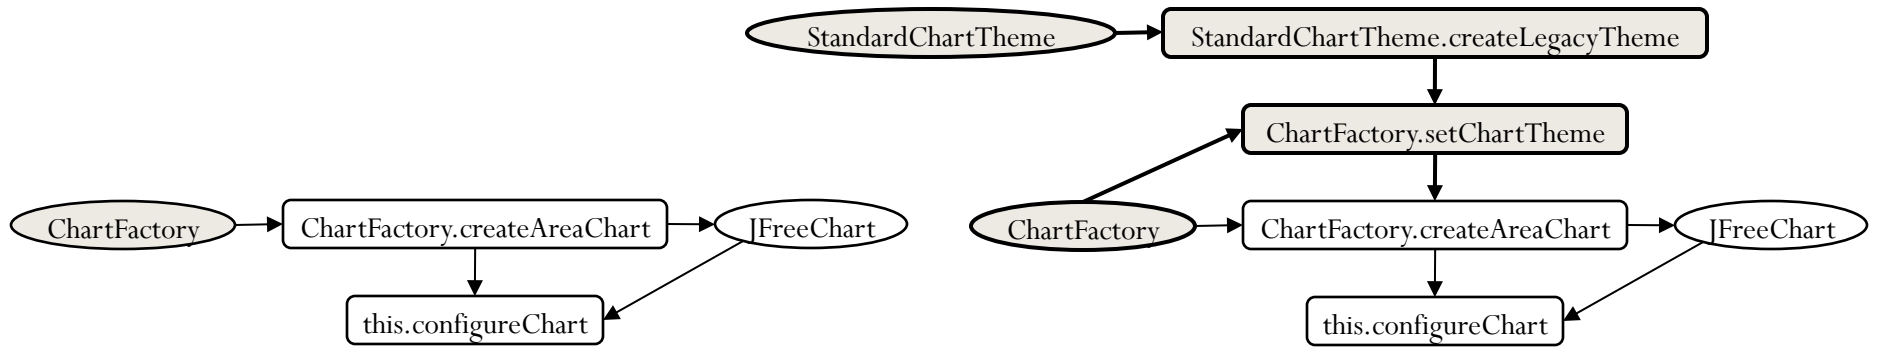 StandardChartTheme
StandardChartTheme.createLegacyTheme
ChartFactory.setChartTheme
ChartFactory
ChartFactory.createAreaChart
JFreeChart
this.configureChart
ChartFactory
ChartFactory.createAreaChart
JFreeChart
this.configureChart